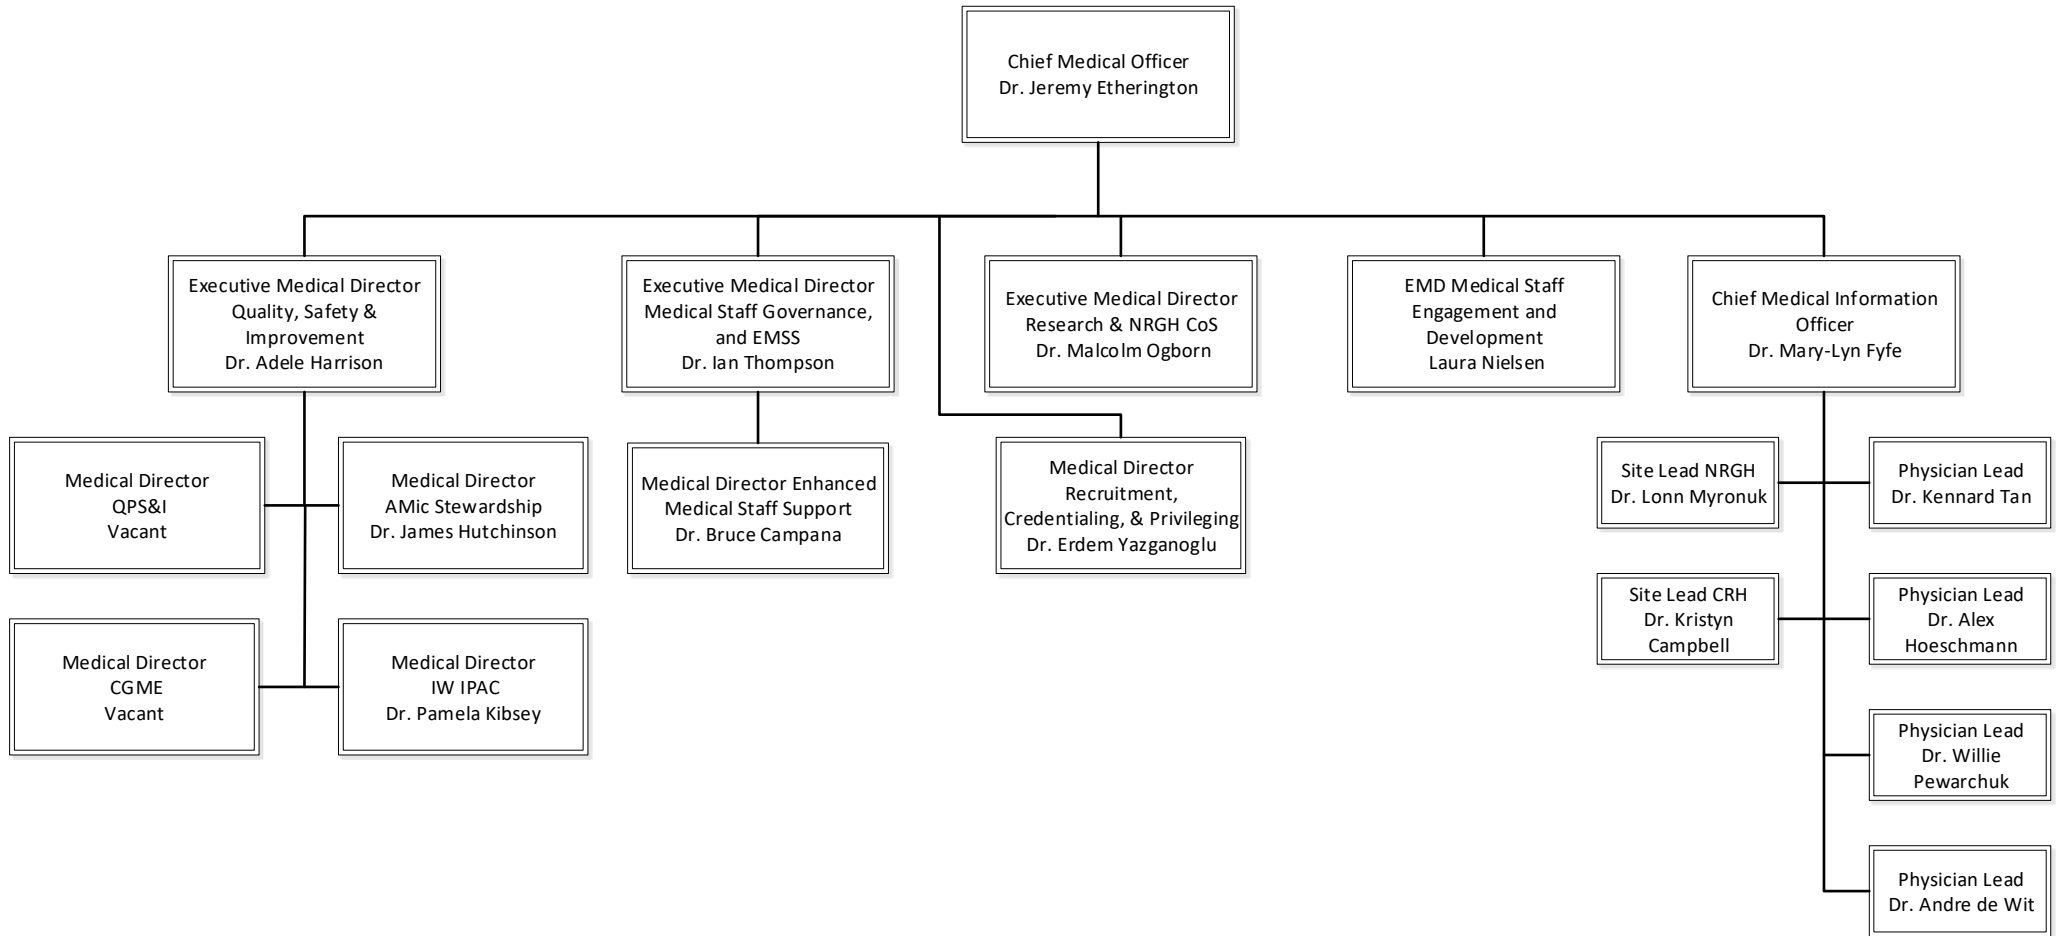 Chief Medical Officer
Dr. Jeremy Etherington
Executive Medical Director
Quality, Safety &
Improvement
Dr. Adele Harrison
Executive Medical Director
Medical Staff Governance,
and EMSS
Dr. Ian Thompson
Executive Medical Director
Research & NRGH CoS
Dr. Malcolm Ogborn
EMD Medical Staff
Engagement and
Development
Laura Nielsen
Chief Medical Information
Officer
Dr. Mary-Lyn Fyfe
Medical Director
QPS&I
Vacant
Medical Director
AMic Stewardship
Dr. James Hutchinson
Medical Director Enhanced
Medical Staff Support
Dr. Bruce Campana
Medical Director
Recruitment,
Credentialing, & Privileging
Dr. Erdem Yazganoglu
Site Lead NRGH
Dr. Lonn Myronuk
Physician Lead
Dr. Kennard Tan
Site Lead CRH
Dr. Kristyn
Campbell
Physician Lead
Dr. Alex
Hoeschmann
Medical Director
CGME
Vacant
Medical Director
IW IPAC
Dr. Pamela Kibsey
Physician Lead
Dr. Willie
Pewarchuk
Physician Lead
Dr. Andre de Wit